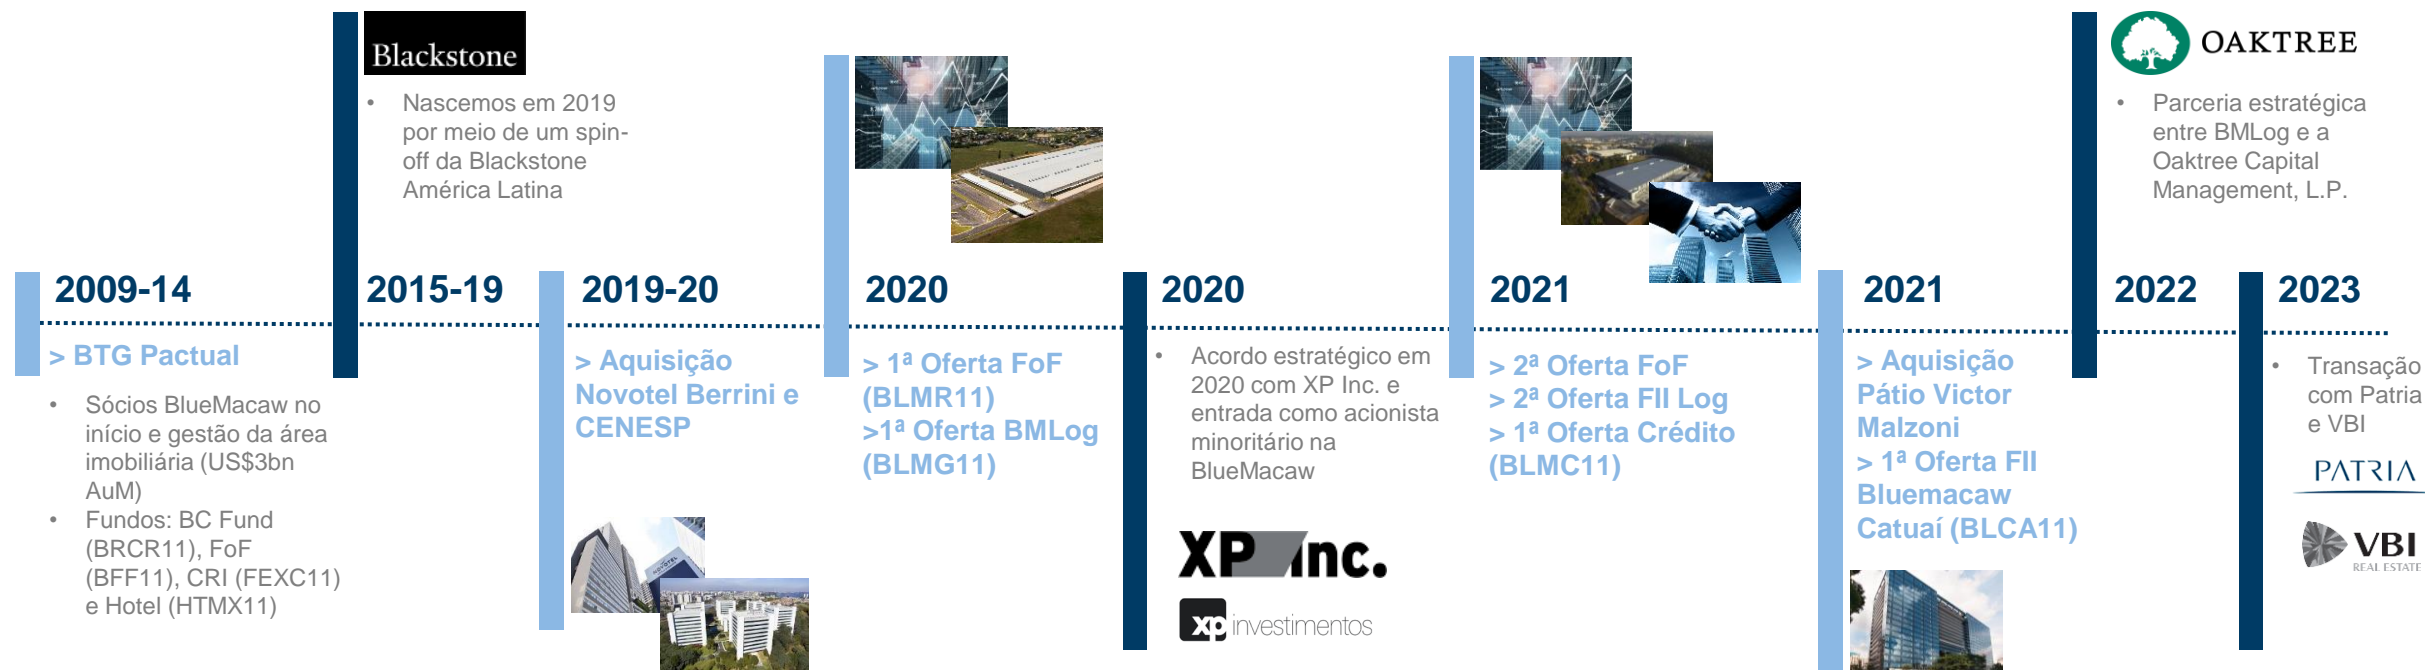 Blackstone
• Nascemos em 2019
por meio de um spin-
off da Blackstone
América Latina
OAKTREE
• Parceria estratégica
entre BMLog e a
Oaktree Capital
Management, L.P.
2009-14
2015-19
2019-20
2020
2020
2021
2021
2022
2023
> BTG Pactual
• Sócios BlueMacaw no
início e gestão da área
imobiliária (US$3bn
AuM)
• Fundos: BC Fund
(BRCR11), FoF
(BFF11), CRI (FEXC11)
e Hotel (HTMX11)
> Aquisição
Novotel Berrini e
CENESP
NOVOTEL
> 1ª Oferta FoF
(BLMR11)
>1ª Oferta BMLog
(BLMG11)
• Acordo estratégico em
2020 com XP Inc. e
entrada como acionista
minoritário na
BlueMacaw
XP Inc.
xp investimentos
> 2ª Oferta FoF
> 2ª Oferta FII Log
> 1ª Oferta Crédito
(BLMC11)
> Aquisição
Pátio Victor
Malzoni
> 1ª Oferta FII
Bluemacaw
Catuaí (BLCA11)
• Transação
com Patria
e VBI
PATRIA
VBI
REAL ESTATE